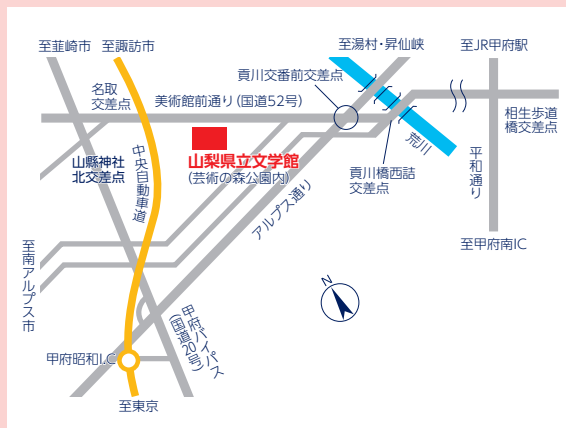 至韮崎市
至諏訪市
至湯村・昇仙峡
至JR甲府駅
貢川交番前交差点
名取
交差点
美術館前通り(国道52号)
相生歩道
橋交差点
荒川
山梨県立文学館
(芸術の森公園内)
山縣神社
北交差点
中央自動車道
貢川橋西詰
交差点
平和通り
アルプス通り
至南アルプス市
至甲府南IC
N
甲府バイパス
(国道20号)
甲府昭和I.C
至東京